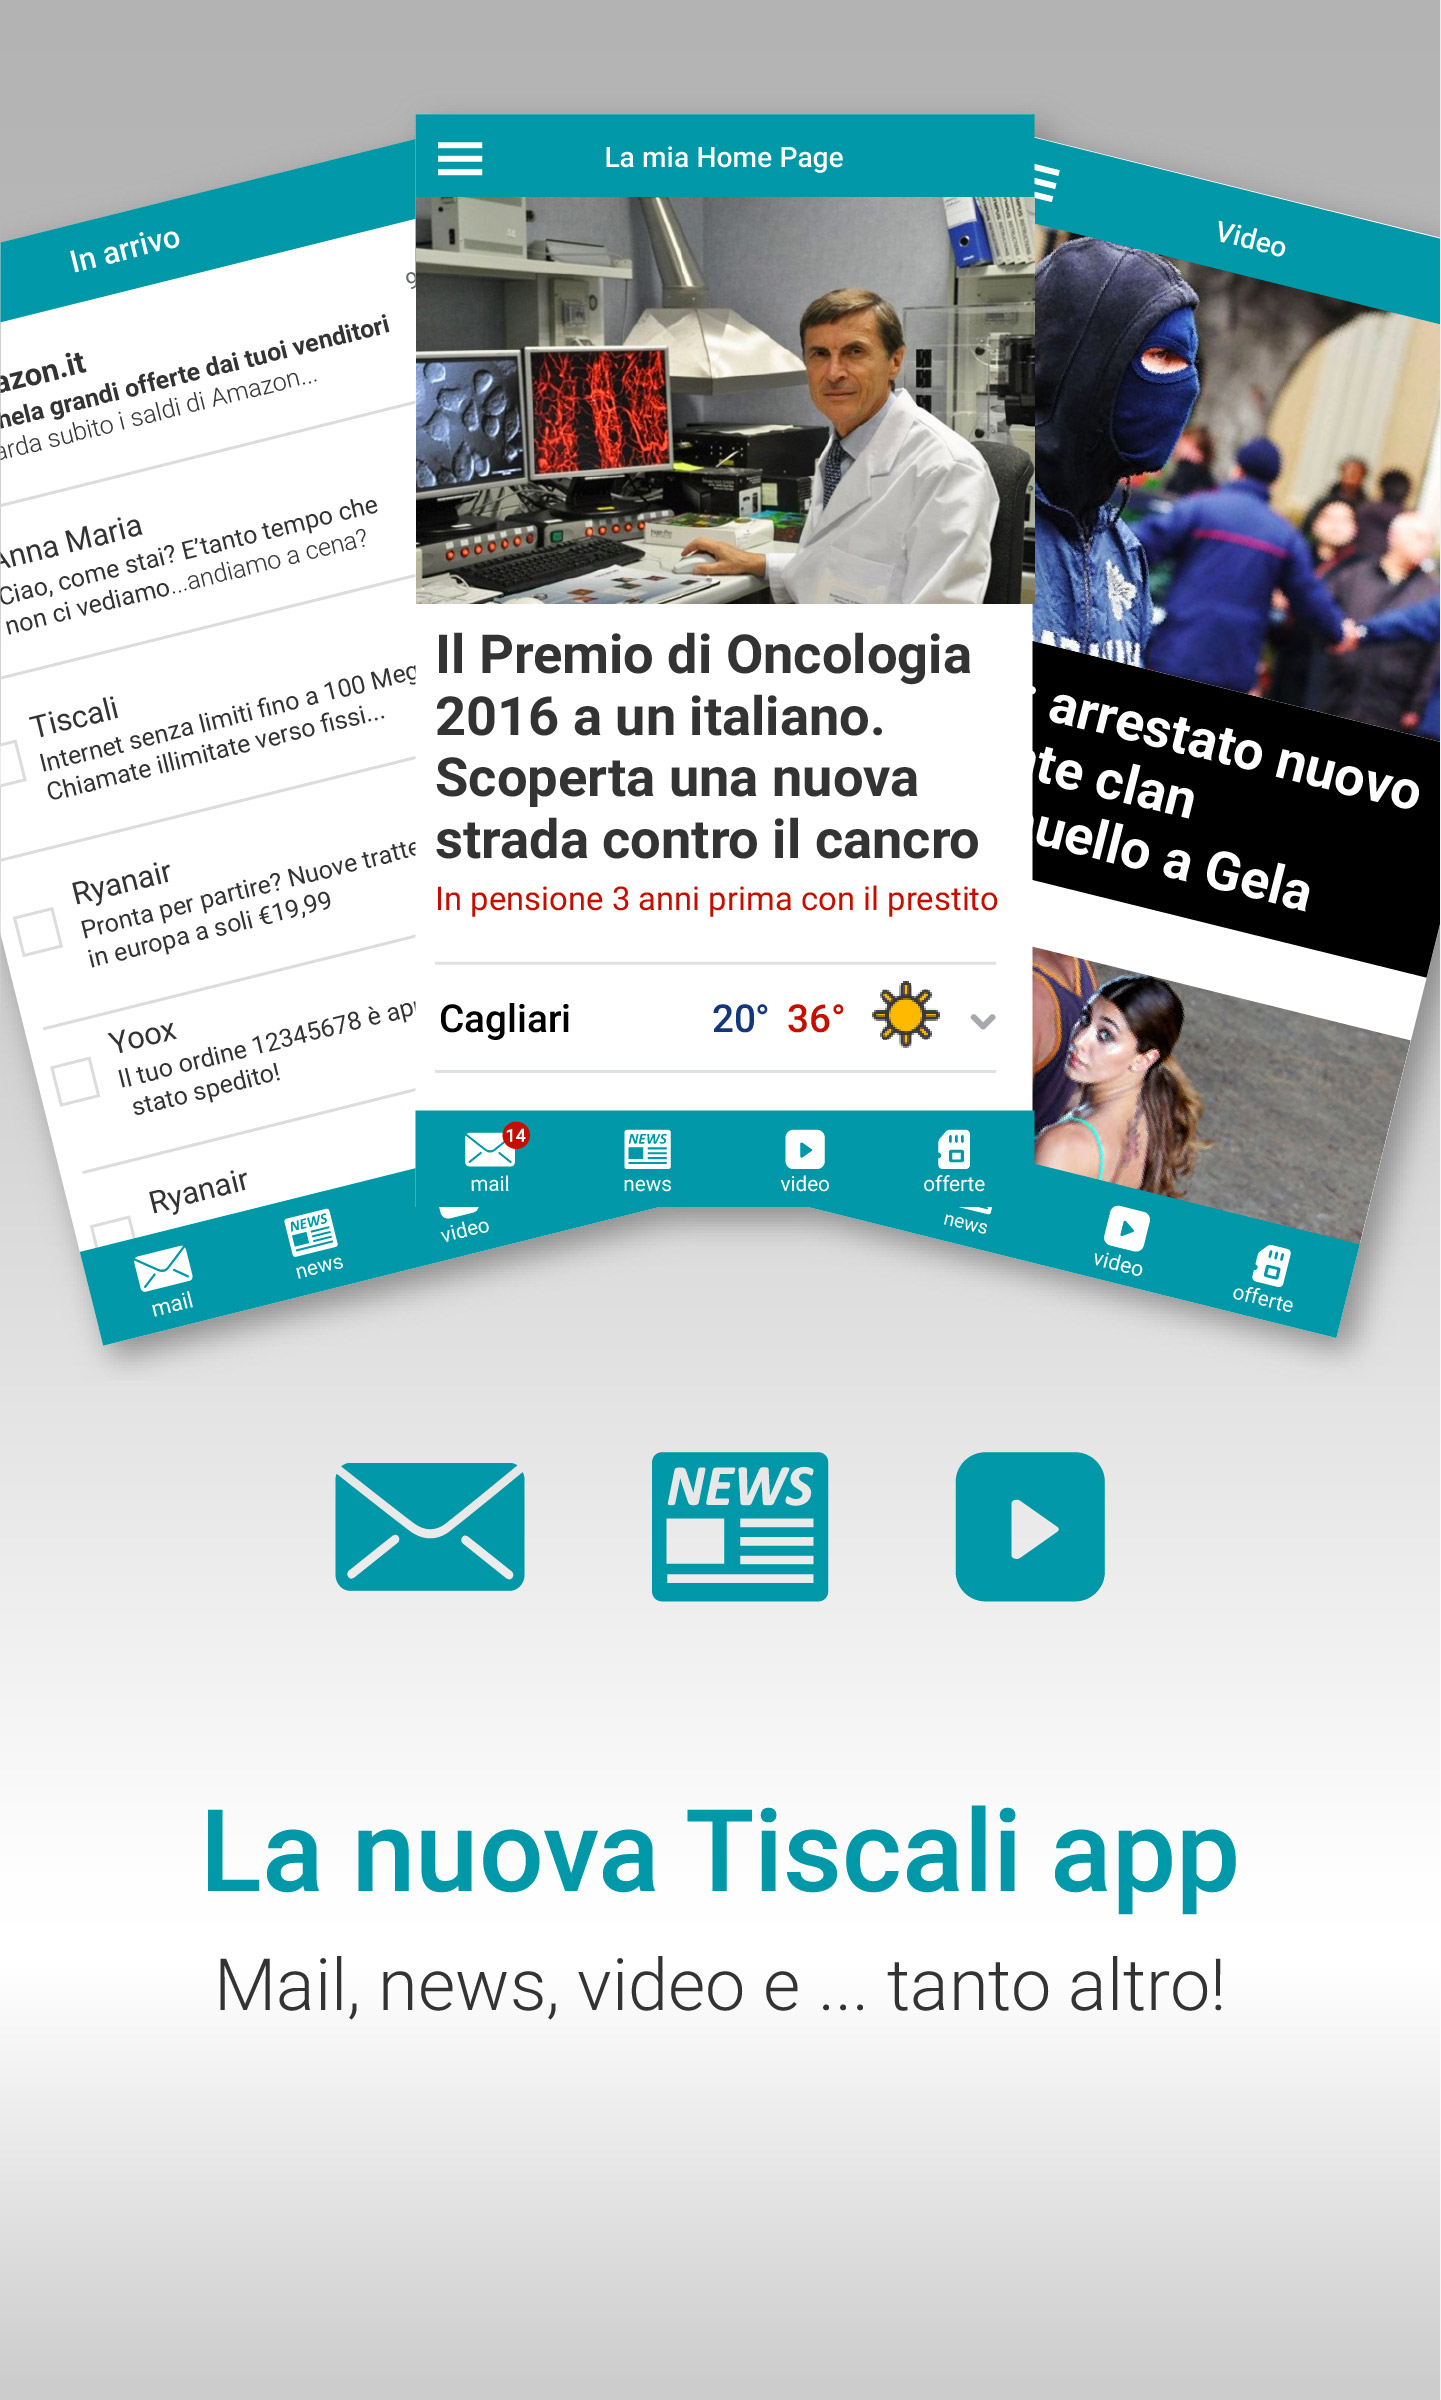 In arrivo
azon.it
nela grandi offerte dai tuoi venditori
arda subito i saldi di Amazon...
Anna Maria
Ciao, come stai? E'tanto tempo che
non ci vediamo...andiamo a cena?
Tiscali
Internet senza limiti fino a 100 Meg
Chiamate illimitate verso fissi...
Ryanair
Pronta per partire? Nuove tratte
in europa a soli €19,99
Yoox
Il tuo ordine 12345678 è
stato spedito!
Ryanair
mail
NEWS
news
video
La mia Home Page
Il Premio di Oncologia
2016 a un italiano.
Scoperta una nuova
strada contro il cancro
In pensione 3 anni prima con il prestito
Cagliari 20° 36°
14
mail
NEWS
news
video
offerte
Video
arrestato nuovo
te clan
uello a Gela
news
video
offerte
NEWS
La nuova Tiscali app
Mail, news, video e ... tanto altro!